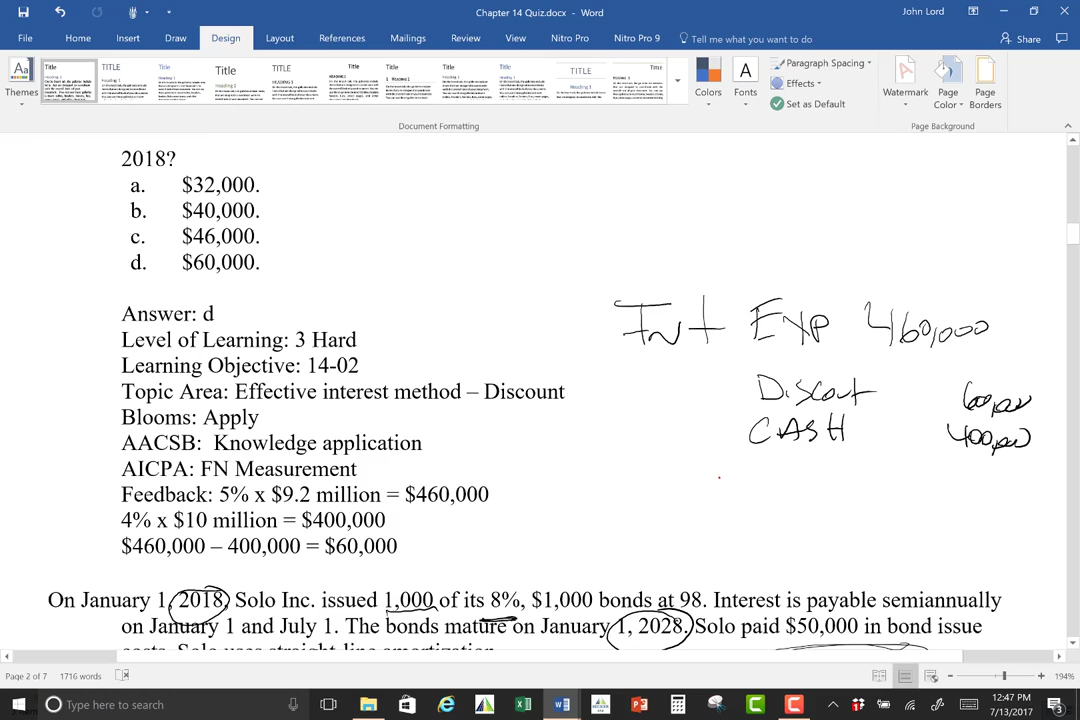 Chapter 14 Quiz.docx - Word
John Lord
File Home Insert Draw Design Layout References Mailings Review View Nitro Pro Nitro Pro 9 Tell me what you want to do Share
Themes
Colors
Fonts
Paragraph Spacing
Effects
Set as Default
Watermark
Page Color
Page Borders
Document Formatting
Page Background
2018?
a. $32,000.
b. $40,000.
c. $46,000.
d. $60,000.
Answer: d
Level of Learning: 3 Hard
Learning Objective: 14-02
Topic Area: Effective interest method – Discount
Blooms: Apply
AACSB: Knowledge application
AICPA: FN Measurement
Feedback: 5% x $9.2 million = $460,000
4% x $10 million = $400,000
$460,000 – 400,000 = $60,000
Int Exp 460,000
Discout
CASH 400,000
On January 1, 2018, Solo Inc. issued 1,000 of its 8%, $1,000 bonds at 98. Interest is payable semiannually
on January 1 and July 1. The bonds mature on January 1, 2028. Solo paid $50,000 in bond issue
costs. Solo uses straight-line amortization.
Page 2 of 7 1716 words
194%
Type here to search
12:47 PM
7/13/2017